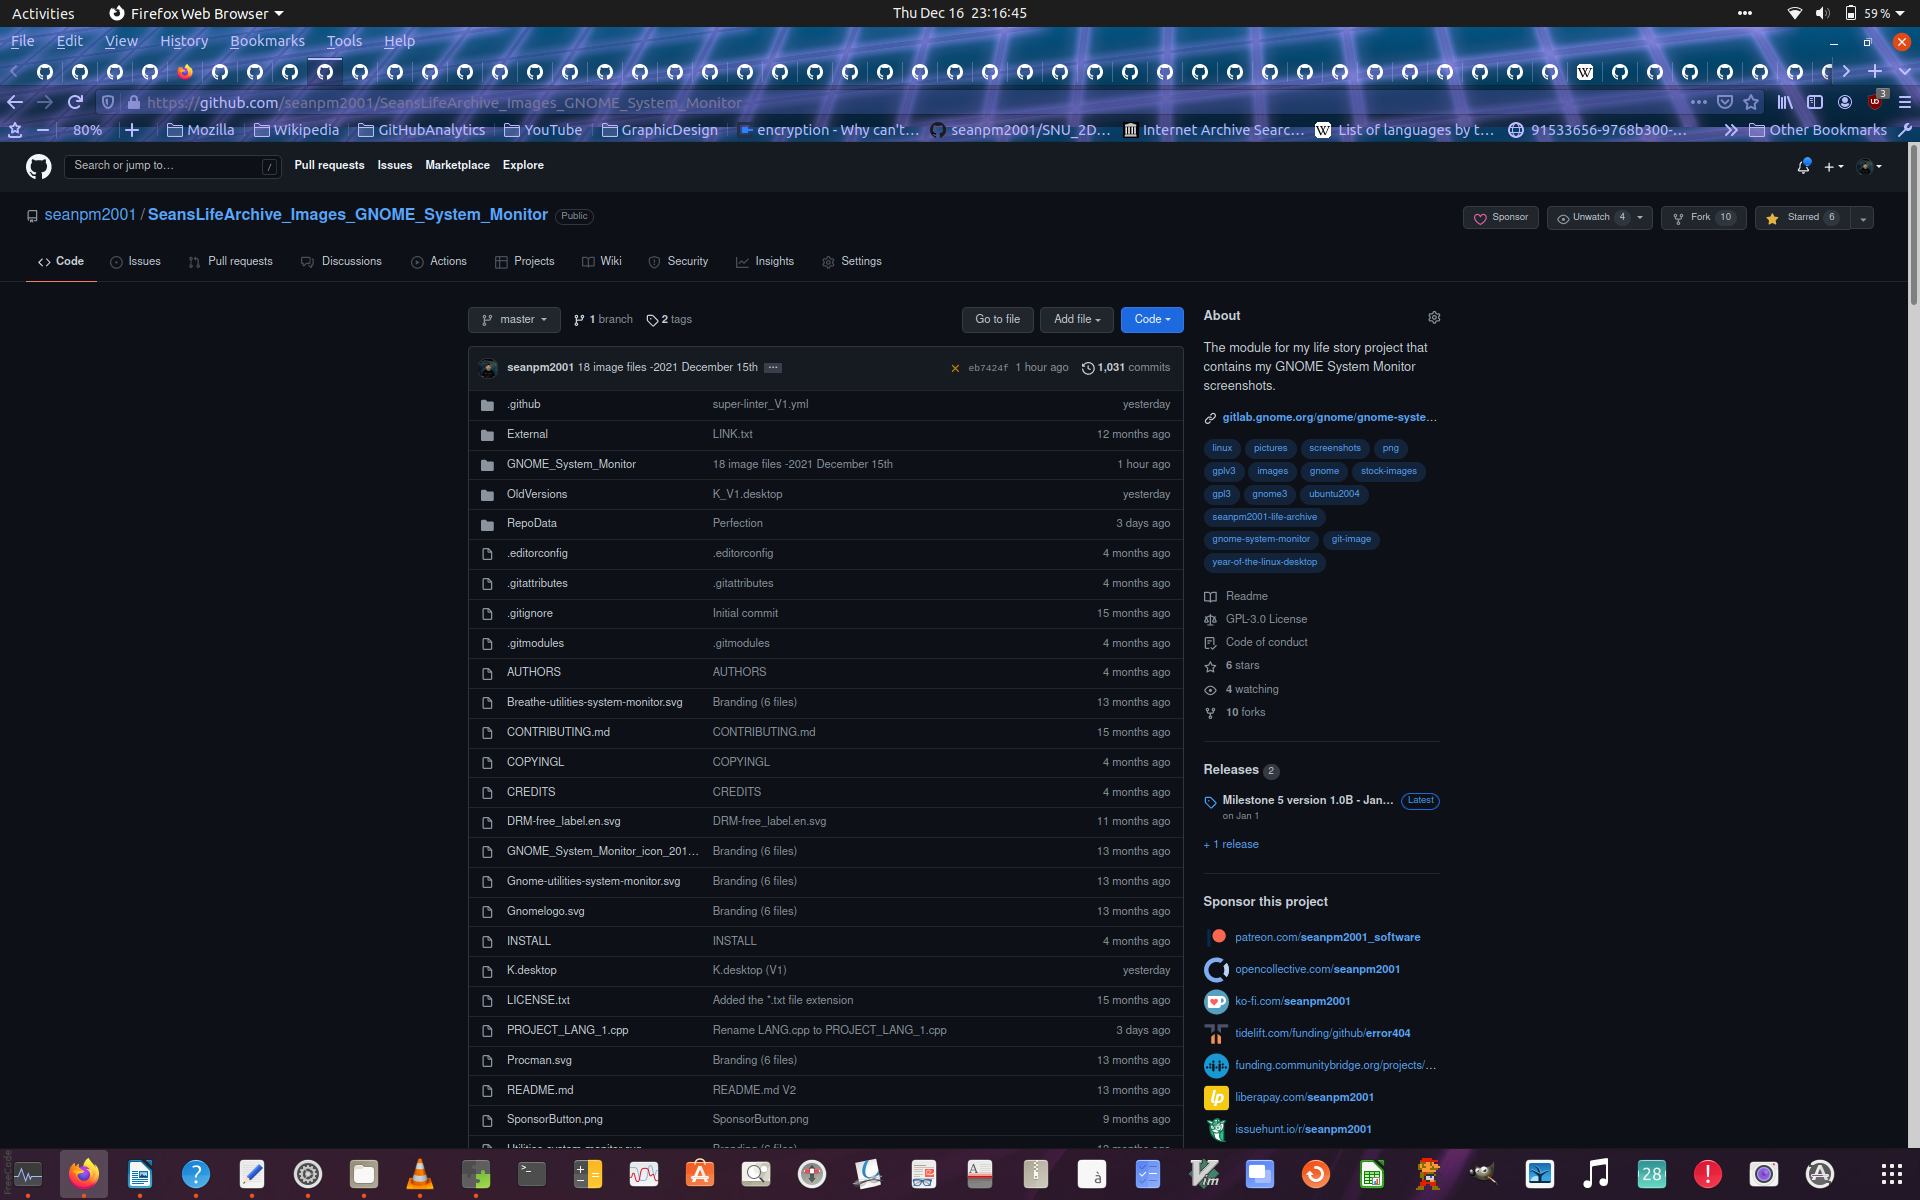 Activities Firefox Web Browser Thu Dec 16 23:16:45 59 %
File Edit View History Bookmarks Tools Help
https://github.com/seanpm2001/SeansLifeArchive_Images_GNOME_System_Monitor 3
80% Mozilla Wikipedia GitHubAnalytics YouTube GraphicDesign encryption - Why can't... seanpm2001/SNU_2D... Internet Archive Searc... List of languages by t... 91533656-9768b300-... Other Bookmarks
Search or jump to... / Pull requests Issues Marketplace Explore
seanpm2001 / SeansLifeArchive_Images_GNOME_System_Monitor Public Sponsor Unwatch 4 Fork 10 Starred 6
Code Issues Pull requests Discussions Actions Projects Wiki Security Insights Settings
master 1 branch 2 tags Go to file Add file Code
seanpm2001 18 image files -2021 December 15th ... eb7424f 1 hour ago 1,031 commits
.github super-linter_V1.yml yesterday
External LINK.txt 12 months ago
GNOME_System_Monitor 18 image files -2021 December 15th 1 hour ago
OldVersions K_V1.desktop yesterday
RepoData Perfection 3 days ago
.editorconfig .editorconfig 4 months ago
.gitattributes .gitattributes 4 months ago
.gitignore Initial commit 15 months ago
.gitmodules .gitmodules 4 months ago
AUTHORS AUTHORS 4 months ago
Breathe-utilities-system-monitor.svg Branding (6 files) 13 months ago
CONTRIBUTING.md CONTRIBUTING.md 15 months ago
COPYINGL COPYINGL 4 months ago
CREDITS CREDITS 4 months ago
DRM-free_label.en.svg DRM-free_label.en.svg 11 months ago
GNOME_System_Monitor_icon_201... Branding (6 files) 13 months ago
Gnome-utilities-system-monitor.svg Branding (6 files) 13 months ago
Gnomelogo.svg Branding (6 files) 13 months ago
INSTALL INSTALL 4 months ago
K.desktop K.desktop (V1) yesterday
LICENSE.txt Added the *.txt file extension 15 months ago
PROJECT_LANG_1.cpp Rename LANG.cpp to PROJECT_LANG_1.cpp 3 days ago
Procman.svg Branding (6 files) 13 months ago
README.md README.md V2 13 months ago
SponsorButton.png SponsorButton.png 9 months ago
About
The module for my life story project that
contains my GNOME System Monitor
screenshots.
gitlab.gnome.org/gnome/gnome-syste...
linux pictures screenshots png
gplv3 images gnome stock-images
gpl3 gnome3 ubuntu2004
seanpm2001-life-archive
gnome-system-monitor git-image
year-of-the-linux-desktop
Readme
GPL-3.0 License
Code of conduct
6 stars
4 watching
10 forks
Releases 2
Milestone 5 version 1.0B - Jan... Latest
on Jan 1
+ 1 release
Sponsor this project
patreon.com/seanpm2001_software
opencollective.com/seanpm2001
ko-fi.com/seanpm2001
tidelift.com/funding/github/error404
funding.communitybridge.org/projects/...
liberapay.com/seanpm2001
issuehunt.io/r/seanpm2001
28